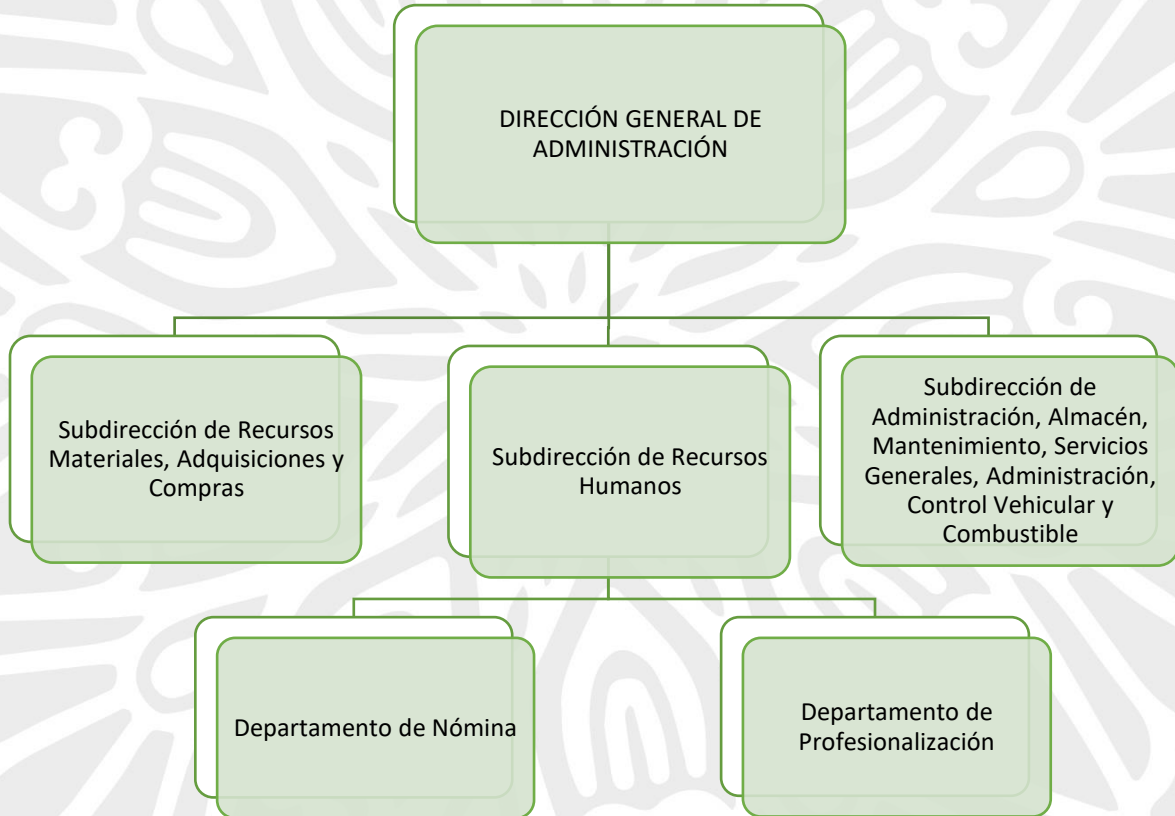 DIRECCIÓN GENERAL DE
ADMINISTRACIÓN
Subdirección de Recursos
Materiales, Adquisiciones y
Compras
Subdirección de Recursos
Humanos
Subdirección de
Administración, Almacén,
Mantenimiento, Servicios
Generales, Administración,
Control Vehicular y
Combustible
Departamento de Nómina
Departamento de
Profesionalización